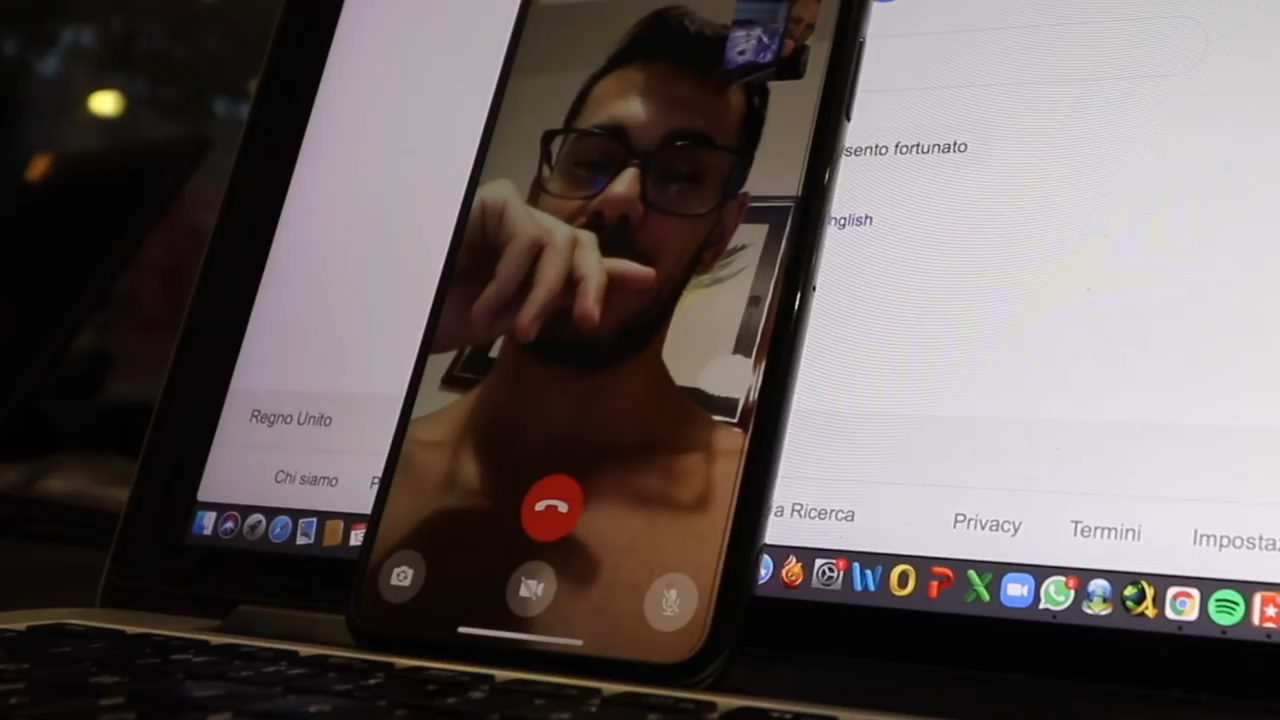 sento fortunato
nglish
Regno Unito
Chi siamo P
a Ricerca Privacy Termini Imposta